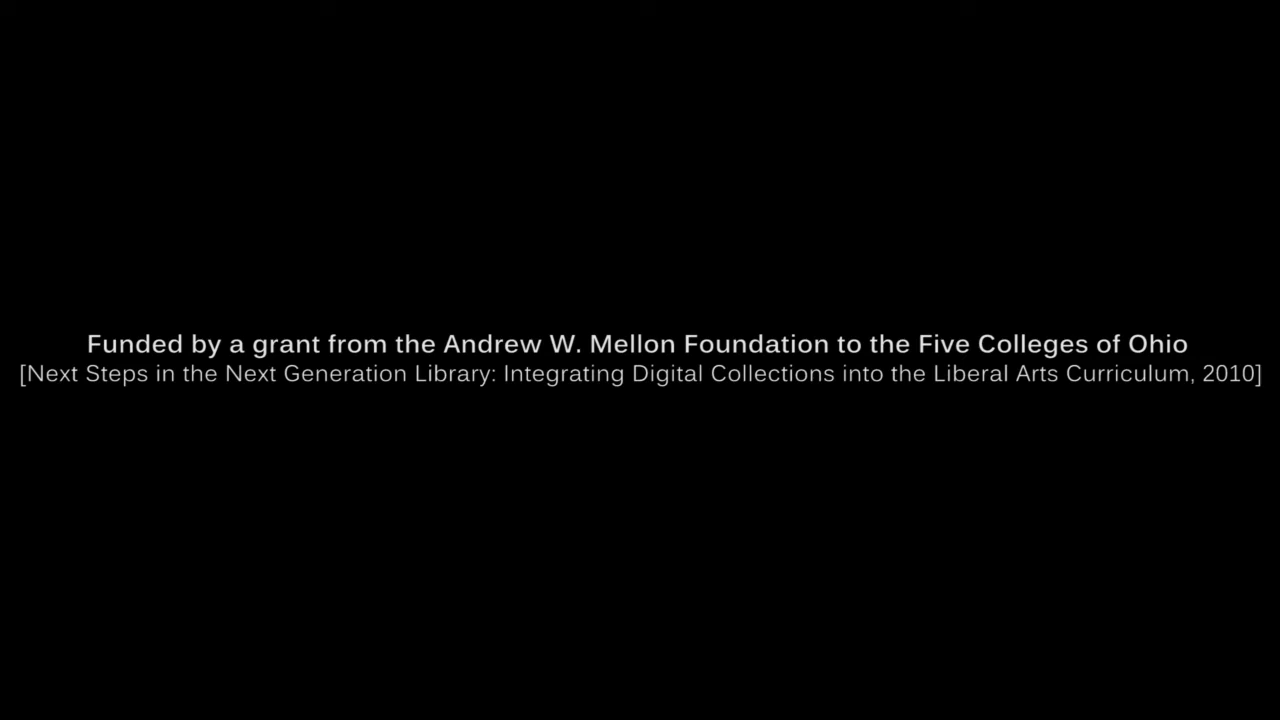 Funded by a grant from the Andrew W. Mellon Foundation to the Five Colleges of Ohio
[Next Steps in the Next Generation Library: Integrating Digital Collections into the Liberal Arts Curriculum, 2010]